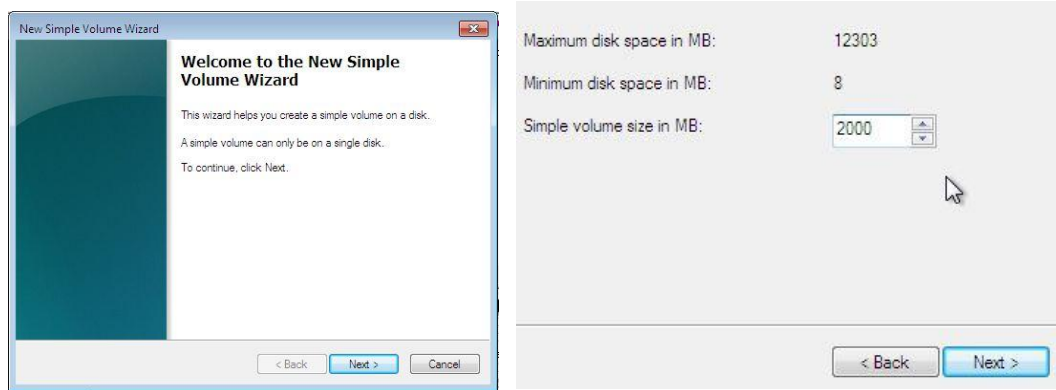 New Simple Volume Wizard
Welcome to the New Simple
Volume Wizard
This wizard helps you create a simple volume on a disk.
A simple volume can only be on a single disk.
To continue, click Next.
< Back Next > Cancel
Maximum disk space in MB: 12303
Minimum disk space in MB: 8
Simple volume size in MB: 2000
< Back Next >